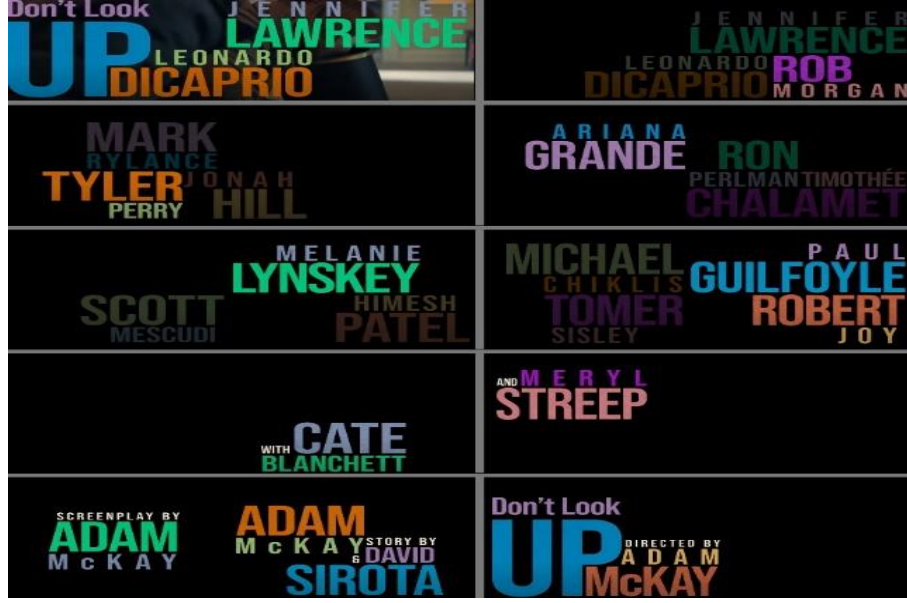 Don't Look
UP
JENNIFER
LAWRENCE
LEONARDO
DICAPRIO
JENNIFER
LAWRENCE
LEONARDO
DICAPRIO
ROB
MORGAN
MARK
RYLANCE
TYLER
PERRY
JONAH
HILL
ARIANA
GRANDE
RON
PERLMAN
TIMOTHÉE
CHALAMET
MELANIE
LYNSKEY
SCOTT
MESCUDI
HIMESH
PATEL
MICHAEL
CHIKLIS
TOMER
SISLEY
PAUL
GUILFOYLE
ROBERT
JOY
WITH CATE
BLANCHETT
AND MERYL
STREEP
SCREENPLAY BY
ADAM
McKAY
ADAM
McKAY
STORY BY
& DAVID
SIROTA
Don't Look
UP
DIRECTED BY
ADAM
McKAY